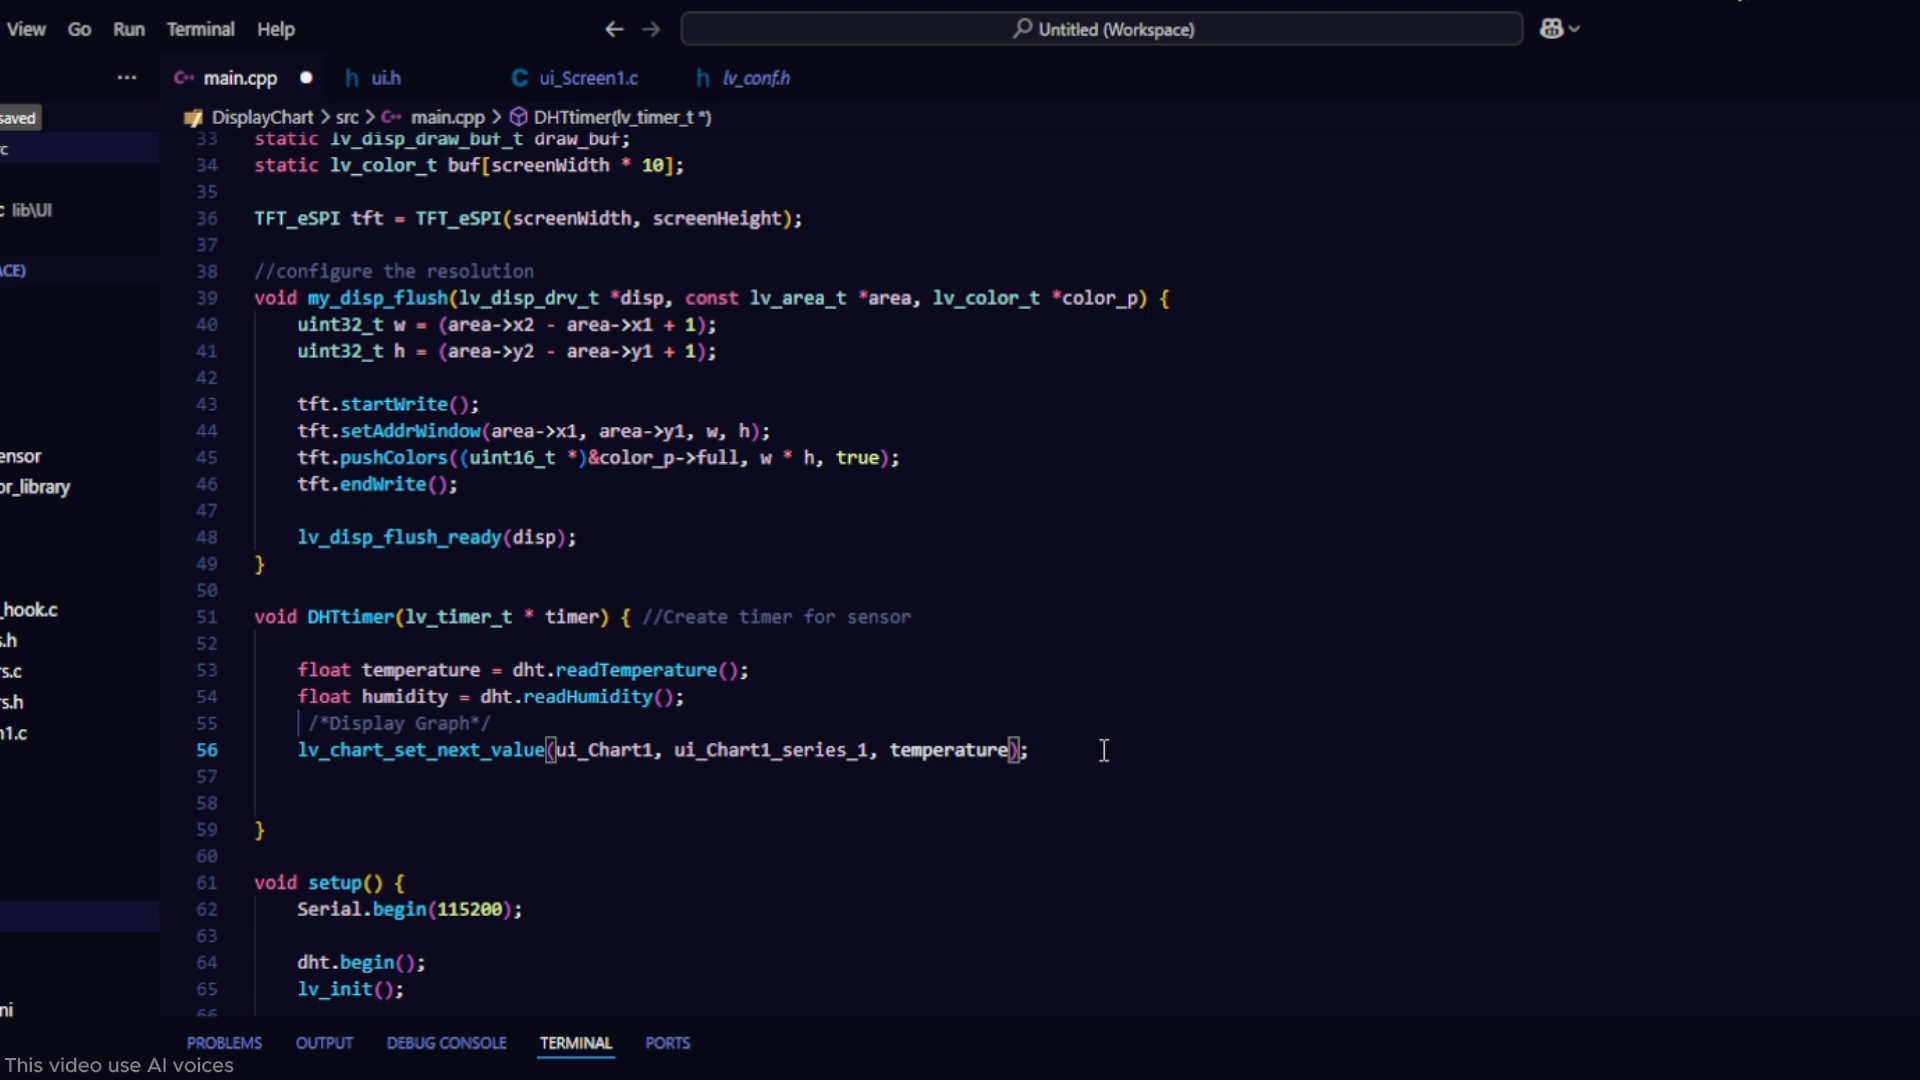 View Go Run Terminal Help
Untitled (Workspace)
main.cpp ui.h ui_Screen1.c lv_conf.h
saved
DisplayChart > src > main.cpp > DHTtimer(lv_timer_t *)
33 static lv_disp_draw_buf_t draw_buf;
34 static lv_color_t buf[screenWidth * 10];
35
36 TFT_eSPI tft = TFT_eSPI(screenWidth, screenHeight);
37
38 //configure the resolution
39 void my_disp_flush(lv_disp_drv_t *disp, const lv_area_t *area, lv_color_t *color_p) {
40 uint32_t w = (area->x2 - area->x1 + 1);
41 uint32_t h = (area->y2 - area->y1 + 1);
42
43 tft.startWrite();
44 tft.setAddrWindow(area->x1, area->y1, w, h);
45 tft.pushColors((uint16_t *)&color_p->full, w * h, true);
46 tft.endWrite();
47
48 lv_disp_flush_ready(disp);
49 }
50
51 void DHTtimer(lv_timer_t * timer) { //Create timer for sensor
52
53 float temperature = dht.readTemperature();
54 float humidity = dht.readHumidity();
55 /*Display Graph*/
56 lv_chart_set_next_value(ui_Chart1, ui_Chart1_series_1, temperature);
57
58
59 }
60
61 void setup() {
62 Serial.begin(115200);
63
64 dht.begin();
65 lv_init();
66
c lib\UI
ACE)
ensor
or_library
_hook.c
s.h
rs.c
rs.h
n1.c
ni
PROBLEMS OUTPUT DEBUG CONSOLE TERMINAL PORTS
This video use AI voices